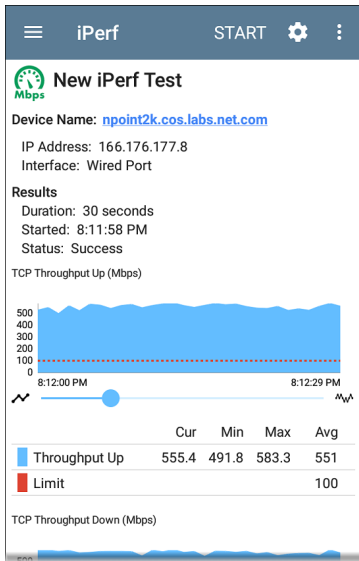 iPerf START
Mbps
New iPerf Test
Device Name: npoint2k.cos.labs.net.com
IP Address: 166.176.177.8
Interface: Wired Port
Results
Duration: 30 seconds
Started: 8:11:58 PM
Status: Success
TCP Throughput Up (Mbps)
500
400
300
200
100
0
8:12:00 PM 8:12:29 PM
Cur Min Max Avg
Throughput Up 555.4 491.8 583.3 551
Limit 100
TCP Throughput Down (Mbps)
500